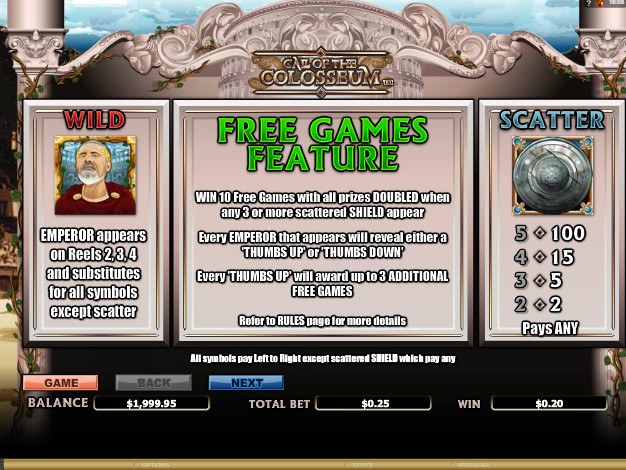 CALL OF THE
COLOSSEUM
WILD
EMPEROR appears
on Reels 2, 3, 4
and substitutes
for all symbols
except scatter
FREE GAMES
FEATURE
WIN 10 Free Games with all prizes DOUBLED when
any 3 or more scattered SHIELD appear
Every EMPEROR that appears will reveal either a
'THUMBS UP' or 'THUMBS DOWN'
Every 'THUMBS UP' will award up to 3 ADDITIONAL
FREE GAMES
Refer to RULES page for more details
SCATTER
5 ◇ 100
4 ◇ 15
3 ◇ 5
2 ◇ 2
Pays ANY
All symbols pay Left to Right except scattered SHIELD which pay any
GAME BACK NEXT
BALANCE $1,999.95 TOTAL BET $0.25 WIN $0.20
OPTIONS STATS REGULAR